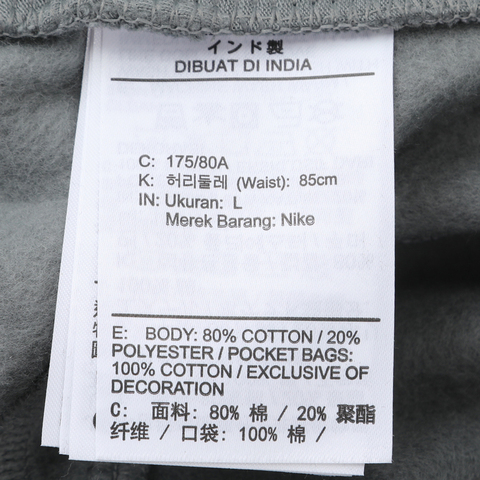 インド製
DIBUAT DI INDIA
C: 175/80A
K: 허리둘레 (Waist): 85cm
IN: Ukuran: L
Merek Barang: Nike
E: BODY: 80% COTTON / 20%
POLYESTER / POCKET BAGS:
100% COTTON / EXCLUSIVE OF
DECORATION
C: 面料: 80% 棉 / 20% 聚酯
纤维 / 口袋: 100% 棉 /